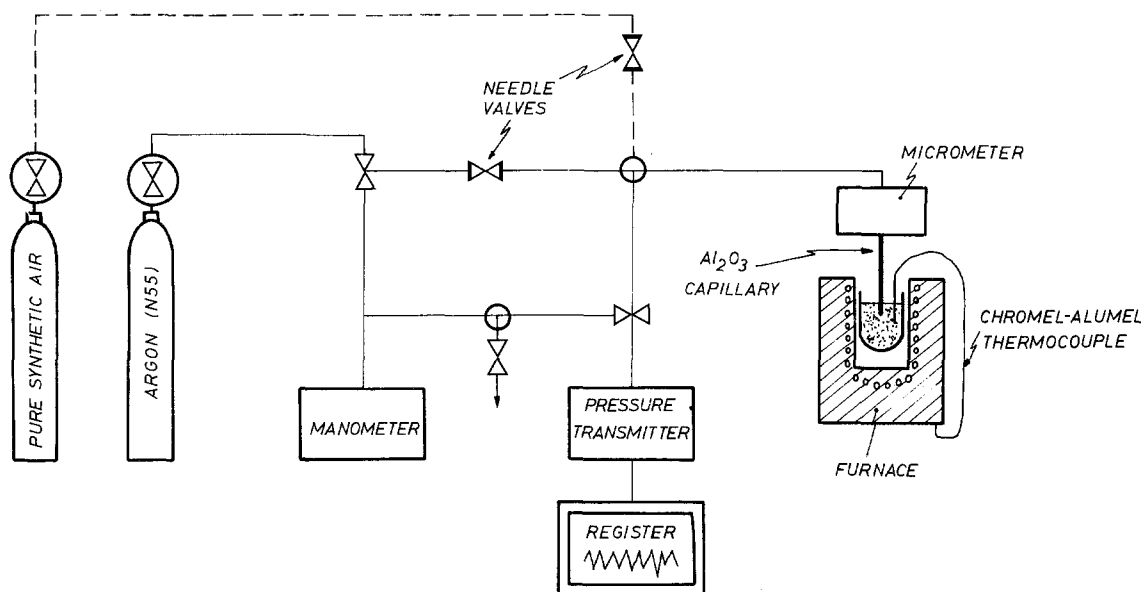 NEEDLE
VALVES
MICROMETER
PURE SYNTHETIC AIR
ARGON (N55)
Al2O3
CAPILLARY
CHROMEL-ALUMEL
THERMOCOUPLE
MANOMETER
PRESSURE
TRANSMITTER
FURNACE
REGISTER